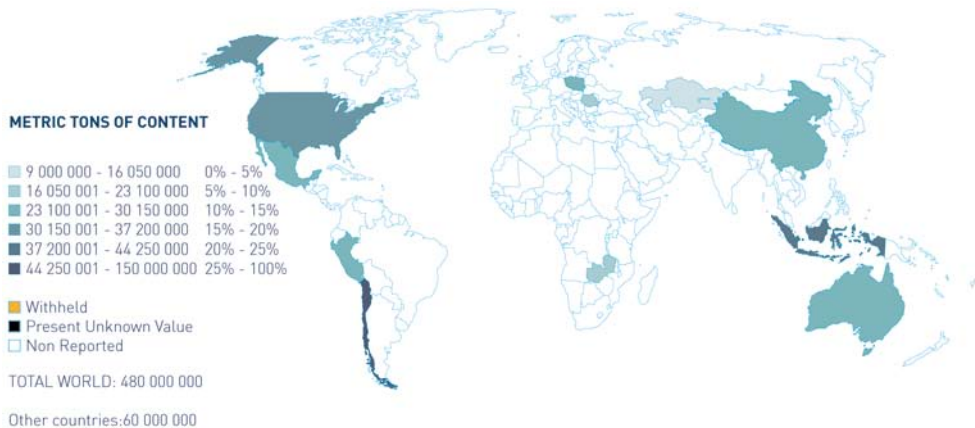 METRIC TONS OF CONTENT
9 000 000 - 16 050 000 0% - 5%
16 050 001 - 23 100 000 5% - 10%
23 100 001 - 30 150 000 10% - 15%
30 150 001 - 37 200 000 15% - 20%
37 200 001 - 44 250 000 20% - 25%
44 250 001 - 150 000 000 25% - 100%
Withheld
Present Unknown Value
Non Reported
TOTAL WORLD: 480 000 000
Other countries:60 000 000